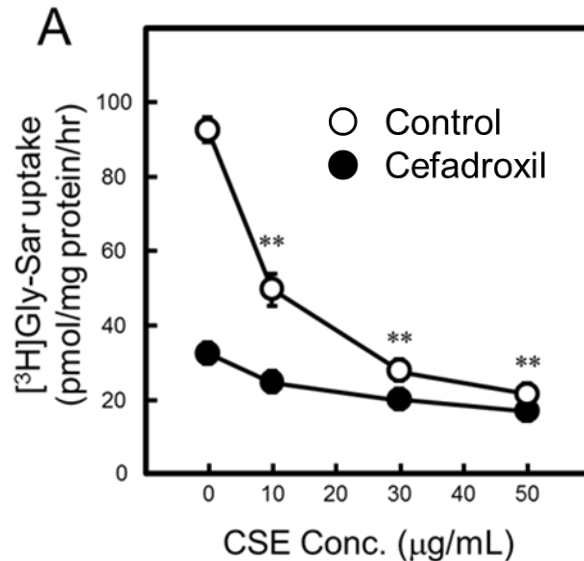 A
[³H]Gly-Sar uptake
(pmol/mg protein/hr)
100
80
60
40
20
0
Control
Cefadroxil
**
**
**
0 10 20 30 40 50
CSE Conc. (μg/mL)